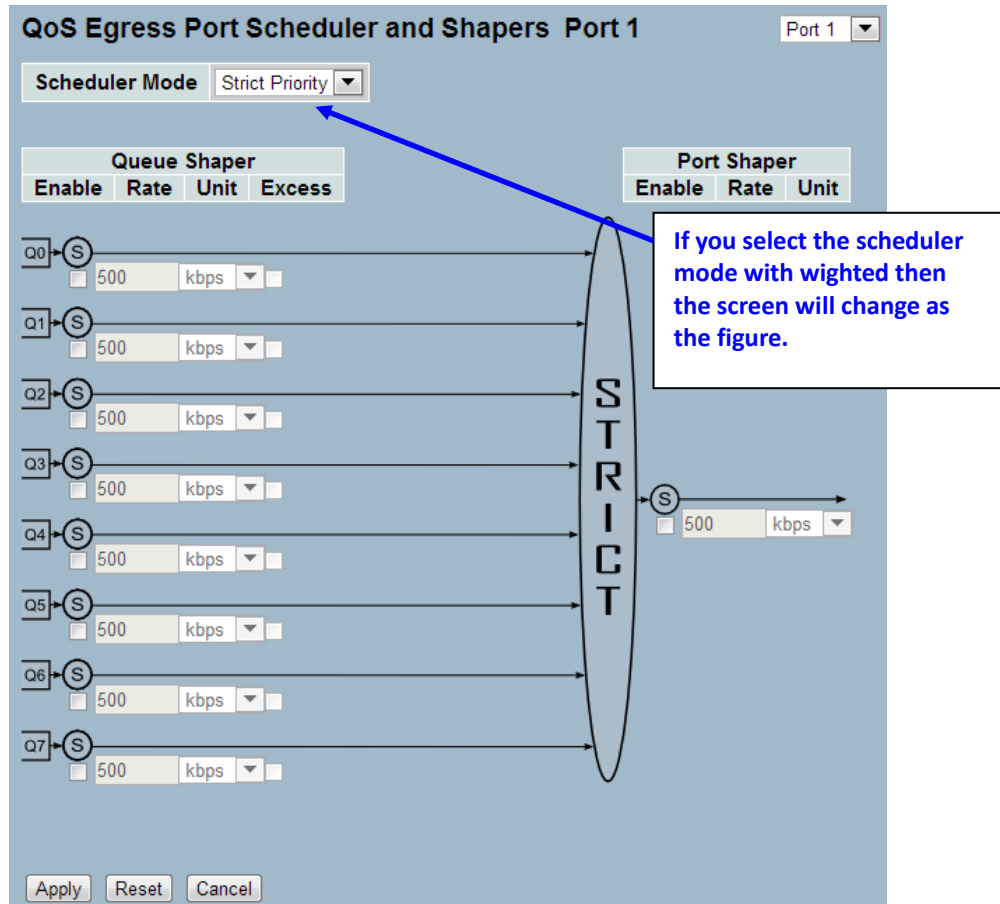 QoS Egress Port Scheduler and Shapers Port 1
Port 1
Scheduler Mode Strict Priority
Queue Shaper
Enable Rate Unit Excess
Port Shaper
Enable Rate Unit
If you select the scheduler
mode with wighted then
the screen will change as
the figure.
Q0 S
500 kbps
Q1 S
500 kbps
Q2 S
500 kbps
Q3 S
500 kbps
Q4 S
500 kbps
Q5 S
500 kbps
Q6 S
500 kbps
Q7 S
500 kbps
STRICT
S
500 kbps
Apply Reset Cancel